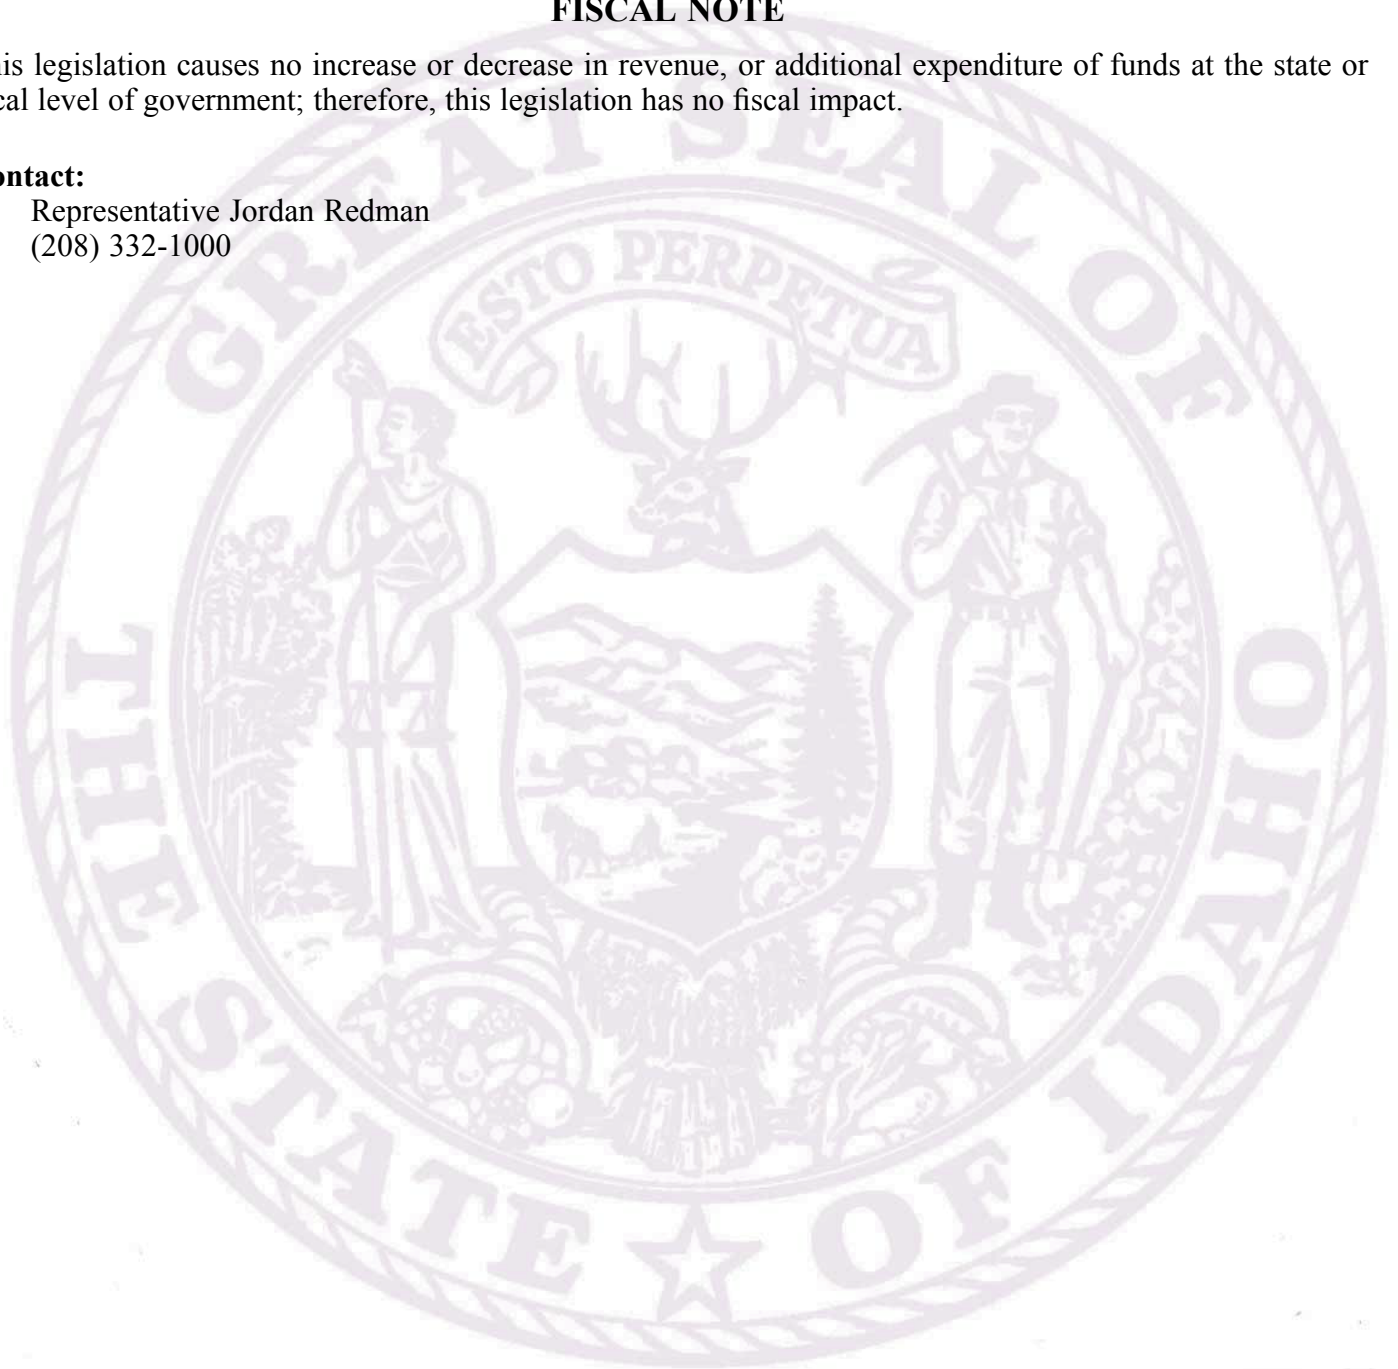 FISCAL NOTE
his legislation causes no increase or decrease in revenue, or additional expenditure of funds at the state or
cal level of government; therefore, this legislation has no fiscal impact.
ontact:
Representative Jordan Redman
(208) 332-1000
THE GREAT SEAL OF
THE STATE ★ OF IDAHO
ESTO PERPETUA